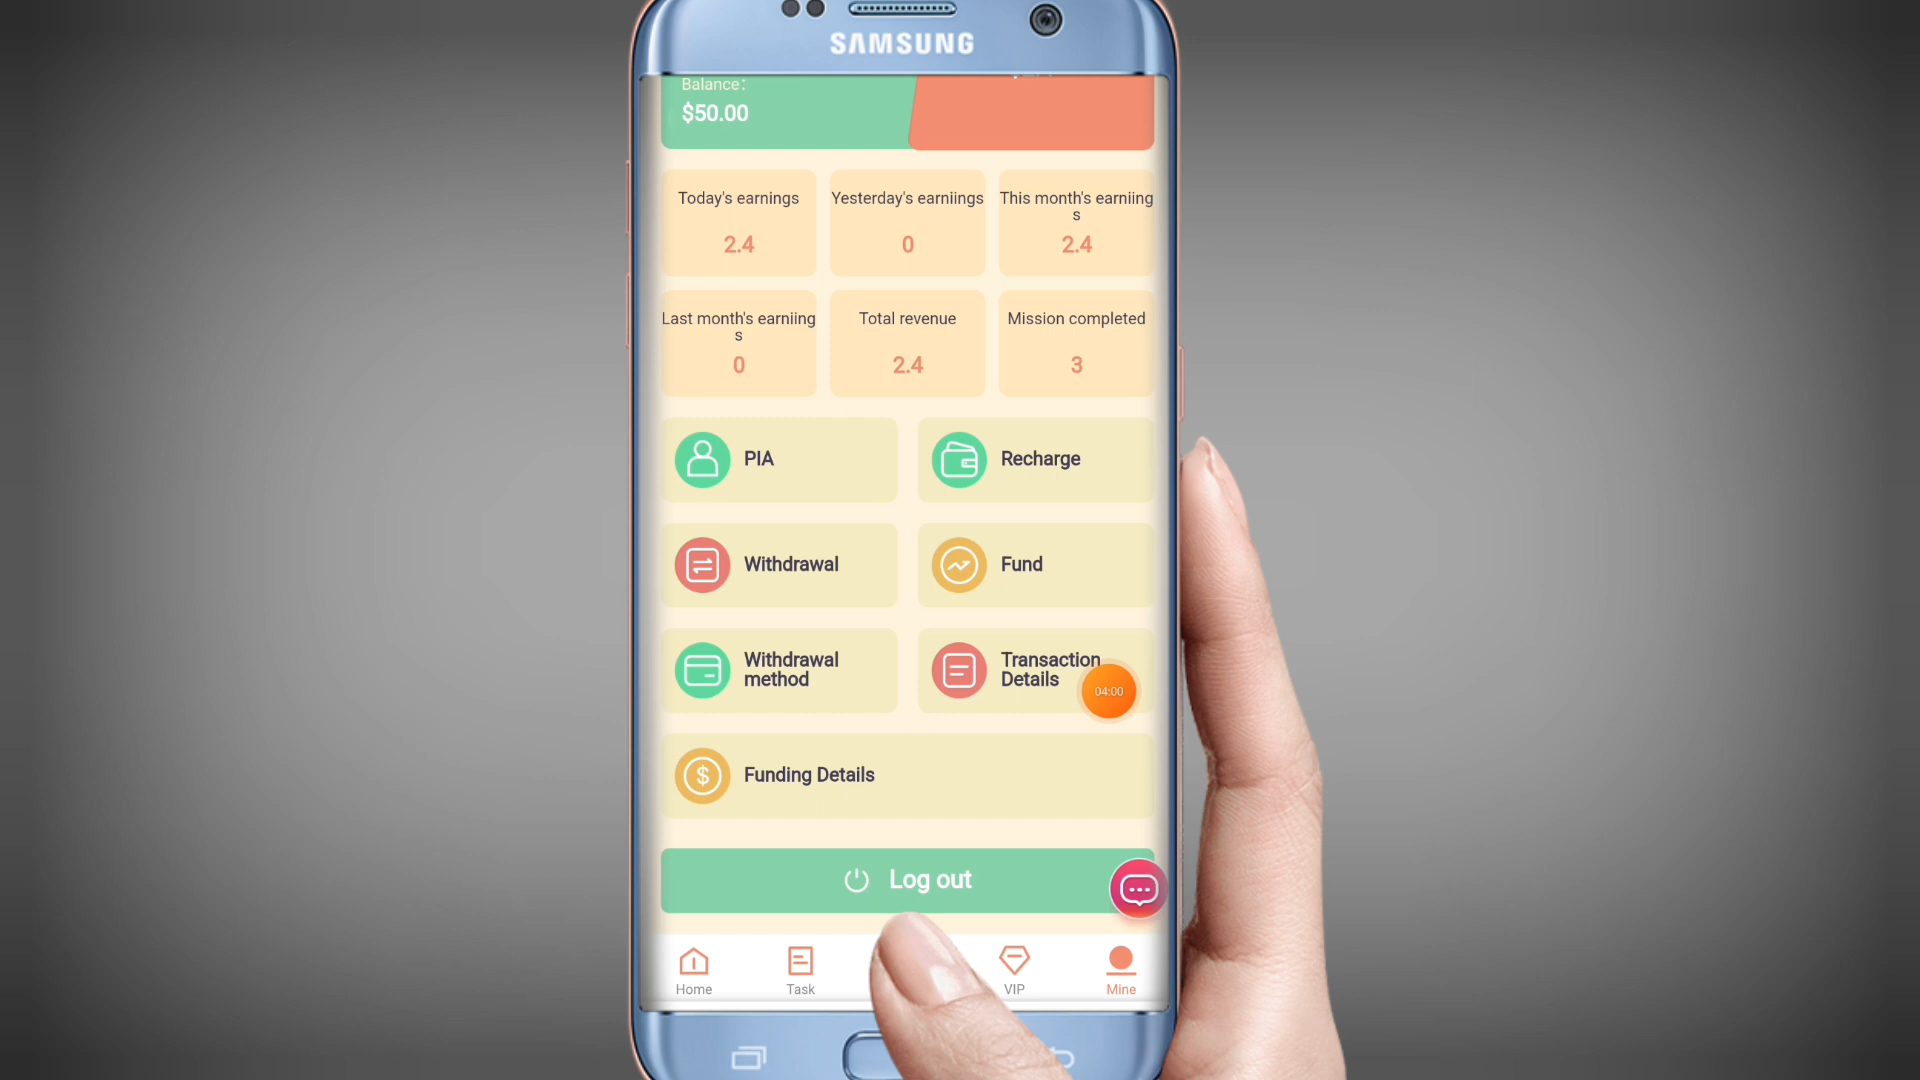 SAMSUNG
Balance:
$50.00
Today's earnings
Yesterday's earniings
This month's earniing
s
2.4
0
2.4
Last month's earniing
s
Total revenue
Mission completed
0
2.4
3
PIA
Recharge
Withdrawal
Fund
Withdrawal
method
Transaction
Details
04:00
$
Funding Details
Log out
Home
Task
VIP
Mine